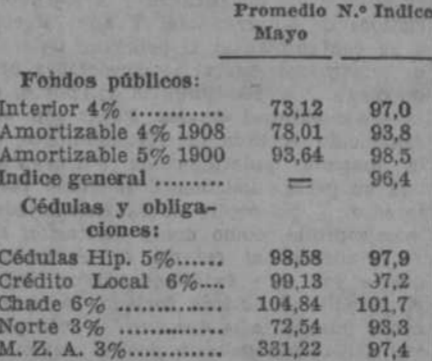 Promedio N.º Indice
Mayo
Fondos públicos:
Interior 4% ............ 73,12 97,0
Amortizable 4% 1908 78,01 93,8
Amortizable 5% 1900 93,64 98,5
Indice general ......... = 96,4
Cédulas y obliga-
ciones:
Cédulas Hip. 5%...... 98,58 97,9
Crédito Local 6%.... 99,13 97,2
Chade 6% .............. 104,84 101,7
Norte 3% .............. 72,54 93,3
M. Z. A. 3%............ 331,22 97,4